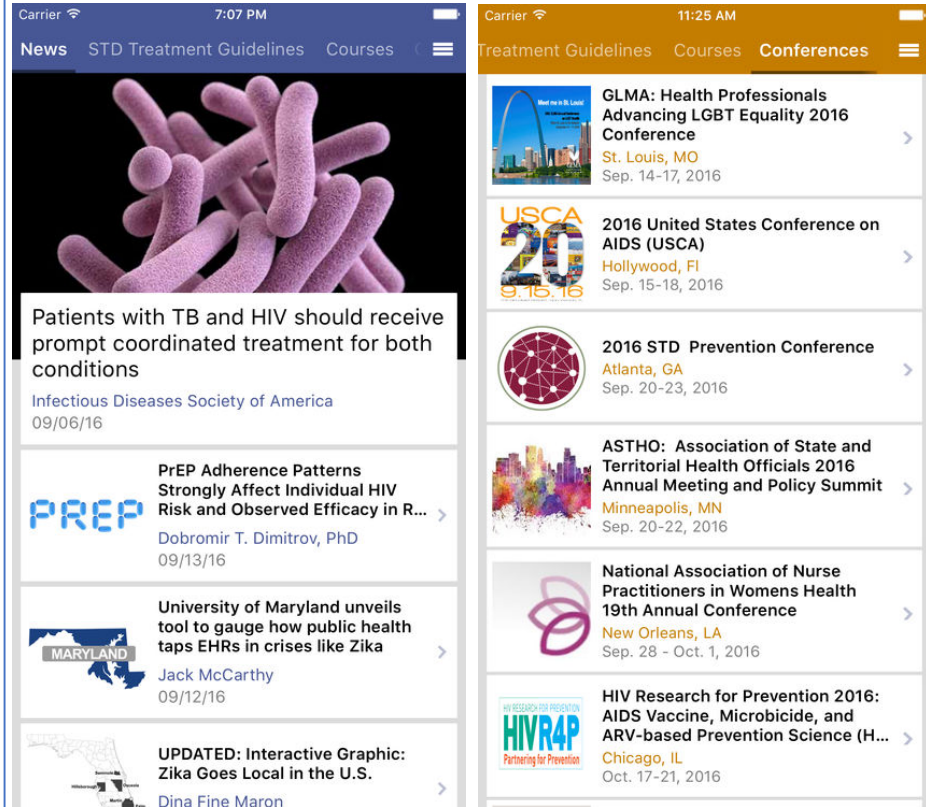 Carrier 7:07 PM
News STD Treatment Guidelines Courses
Patients with TB and HIV should receive
prompt coordinated treatment for both
conditions
Infectious Diseases Society of America
09/06/16
PREP
PrEP Adherence Patterns
Strongly Affect Individual HIV
Risk and Observed Efficacy in R...
Dobromir T. Dimitrov, PhD
09/13/16
MARYLAND
University of Maryland unveils
tool to gauge how public health
taps EHRs in crises like Zika
Jack McCarthy
09/12/16
UPDATED: Interactive Graphic:
Zika Goes Local in the U.S.
Dina Fine Maron
Carrier 11:25 AM
Treatment Guidelines Courses Conferences
Meet me in St. Louis!
GLMA: Health Professionals
Advancing LGBT Equality 2016
Conference
St. Louis, MO
Sep. 14-17, 2016
USCA
20
9.15.16
2016 United States Conference on
AIDS (USCA)
Hollywood, Fl
Sep. 15-18, 2016
2016 STD Prevention Conference
Atlanta, GA
Sep. 20-23, 2016
ASTHO: Association of State and
Territorial Health Officials 2016
Annual Meeting and Policy Summit
Minneapolis, MN
Sep. 20-22, 2016
National Association of Nurse
Practitioners in Womens Health
19th Annual Conference
New Orleans, LA
Sep. 28 - Oct. 1, 2016
HIV RESEARCH FOR PREVENTION
HIVR4P
Partnering for Prevention
HIV Research for Prevention 2016:
AIDS Vaccine, Microbicide, and
ARV-based Prevention Science (H...
Chicago, IL
Oct. 17-21, 2016